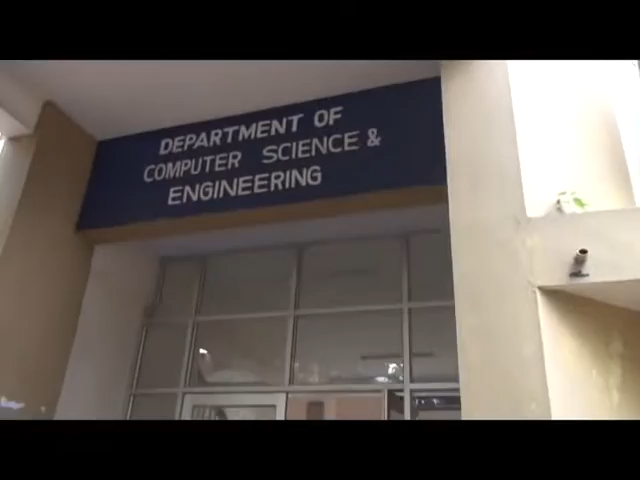 DEPARTMENT OF
COMPUTER SCIENCE &
ENGINEERING